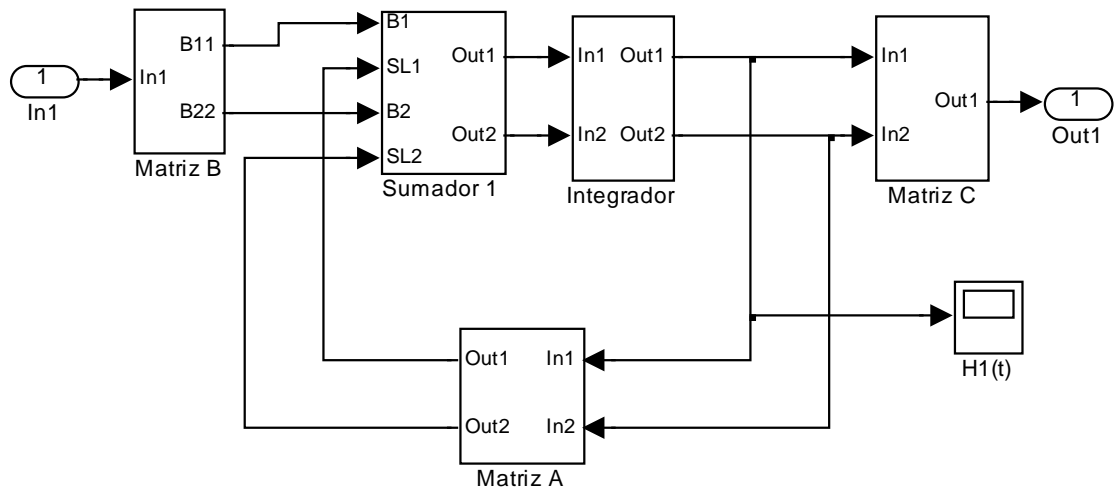 1
In1
In1
B11
B22
Matriz B
B1
SL1
B2
SL2
Out1
Out2
Sumador 1
In1
In2
Out1
Out2
Integrador
In1
In2
Out1
Matriz C
1
Out1
H1(t)
Out1
Out2
In1
In2
Matriz A